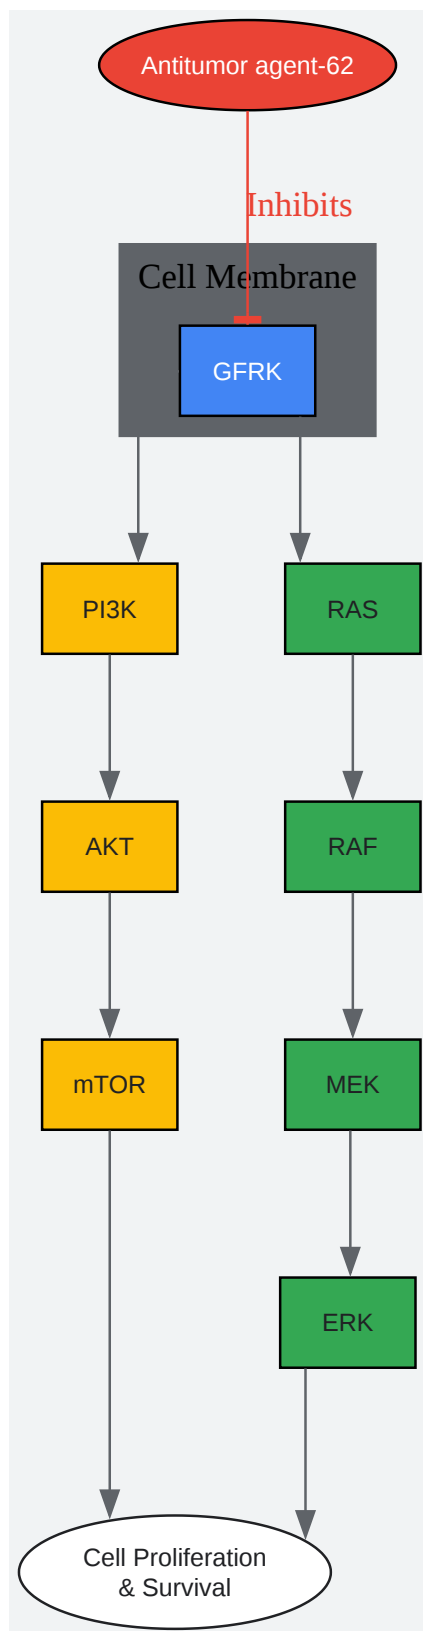 Antitumor agent-62
Inhibits
Cell Membrane
GFRK
PI3K
RAS
AKT
RAF
mTOR
MEK
ERK
Cell Proliferation
& Survival